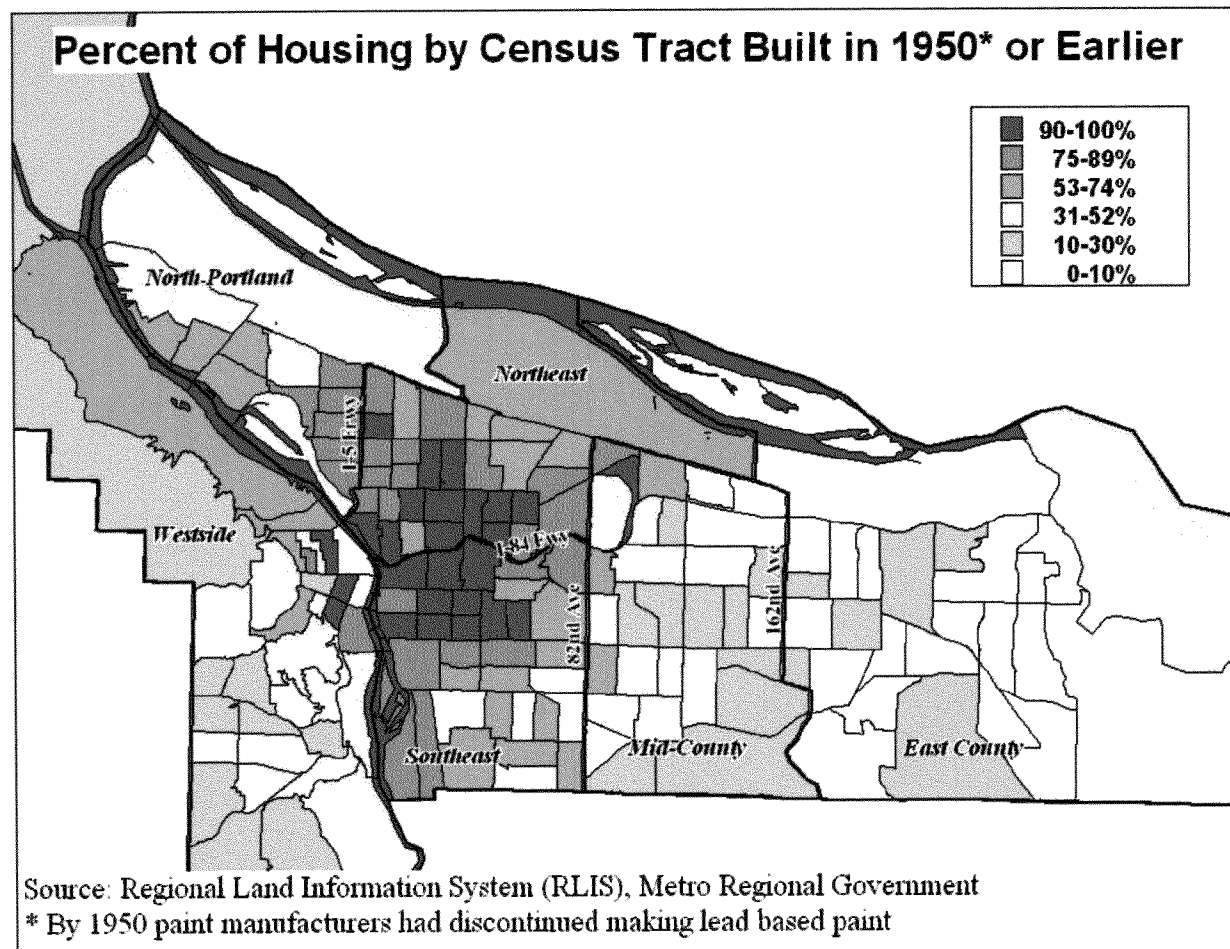 Percent of Housing by Census Tract Built in 1950* or Earlier
90-100%
75-89%
53-74%
31-52%
10-30%
0-10%
North-Portland
Northeast
I-5 Frwy
Westside
I-84 Fwy
82nd Ave
162nd Ave
Southeast
Mid-County
East County
Source: Regional Land Information System (RLIS), Metro Regional Government
* By 1950 paint manufacturers had discontinued making lead based paint